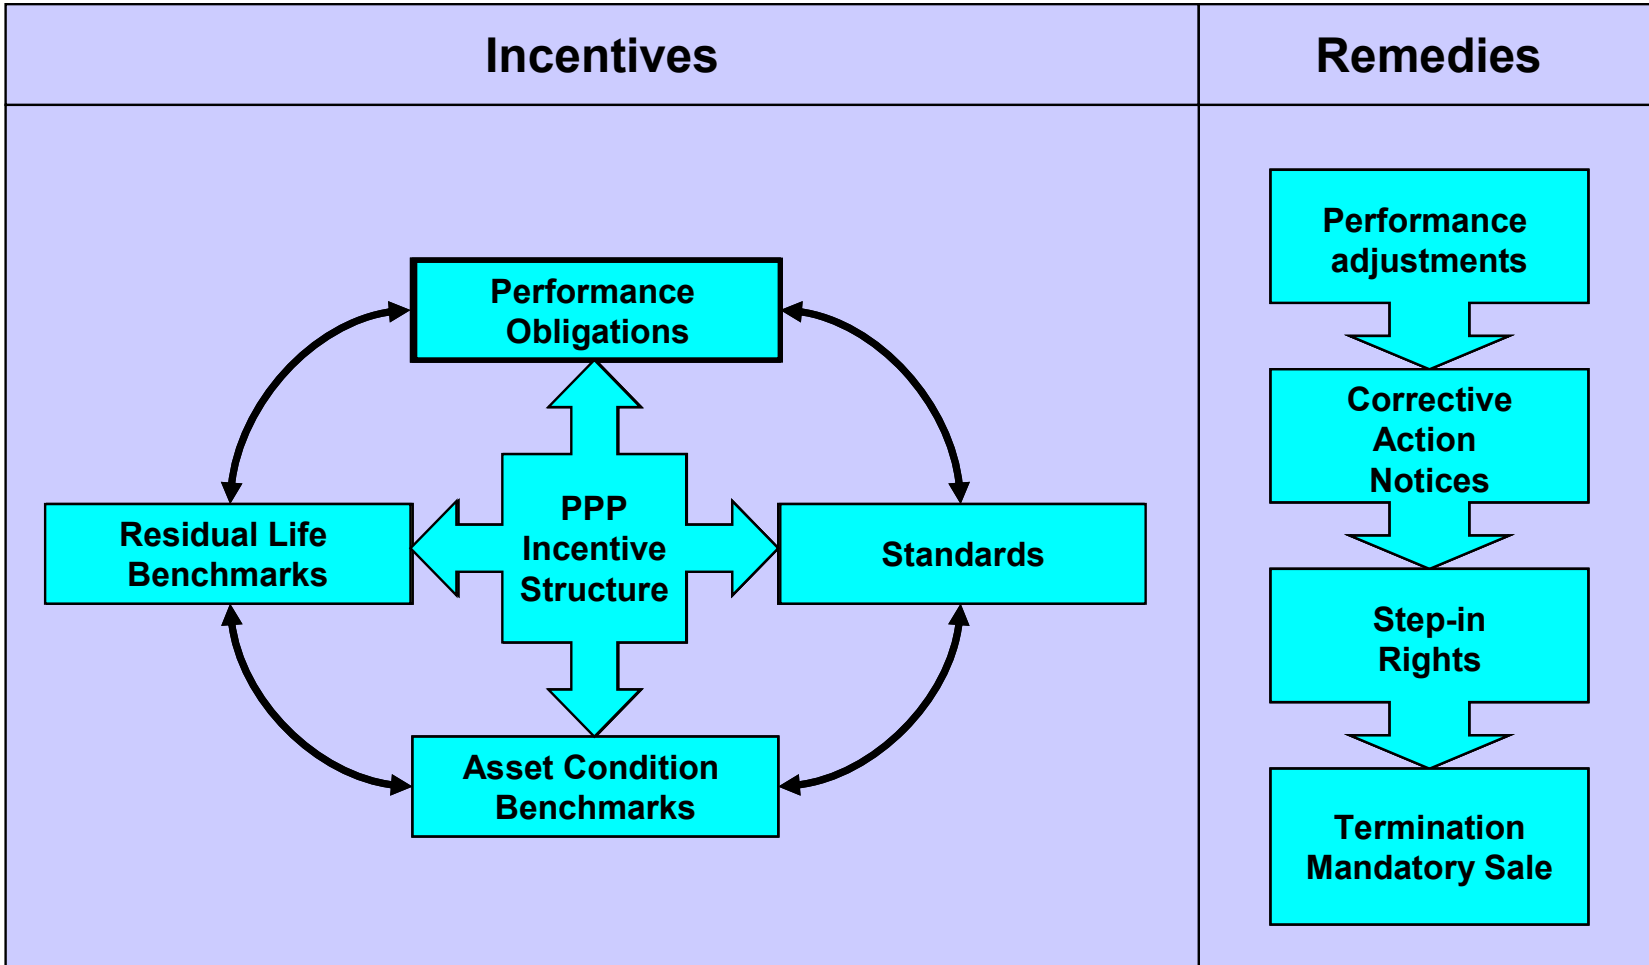 Incentives
Remedies
Performance
Obligations
Residual Life
Benchmarks
PPP
Incentive
Structure
Standards
Asset Condition
Benchmarks
Performance
adjustments
Corrective
Action
Notices
Step-in
Rights
Termination
Mandatory Sale